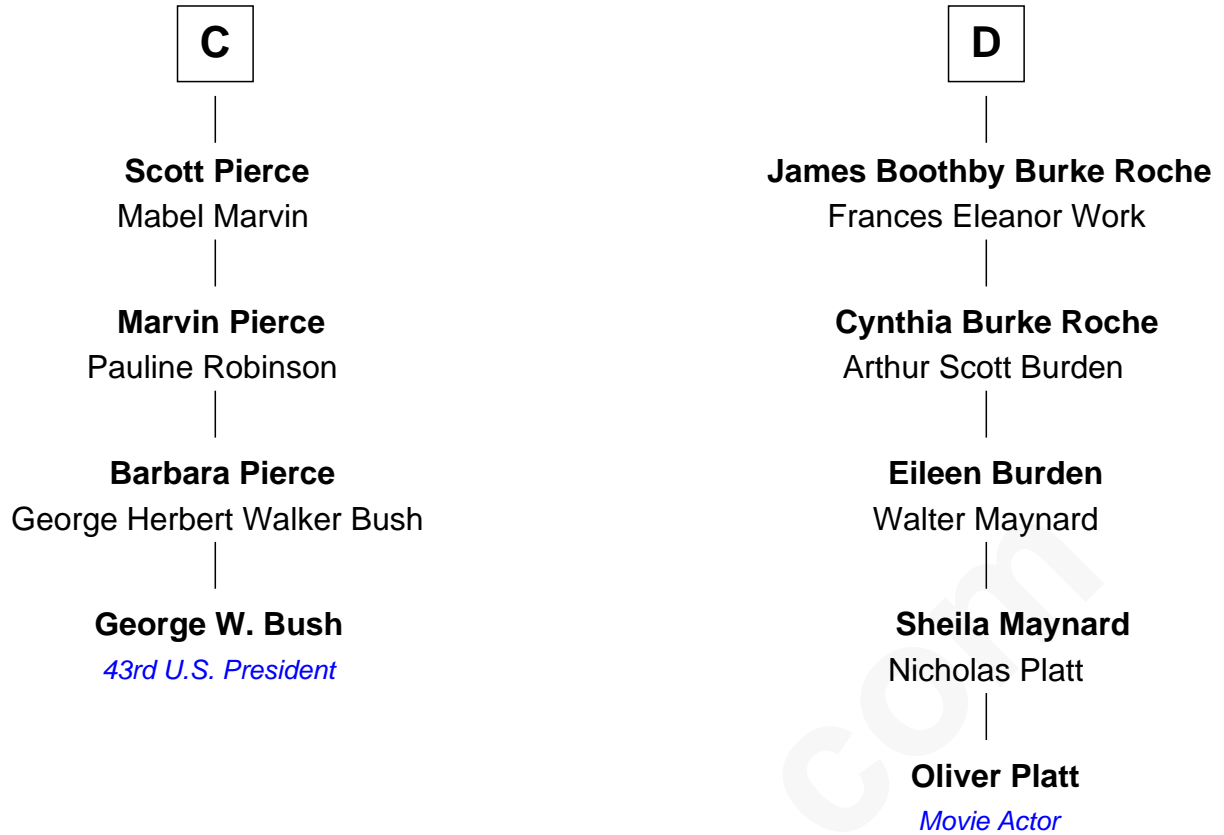 C
Scott Pierce
Mabel Marvin
Marvin Pierce
Pauline Robinson
Barbara Pierce
George Herbert Walker Bush
George W. Bush
43rd U.S. President
D
James Boothby Burke Roche
Frances Eleanor Work
Cynthia Burke Roche
Arthur Scott Burden
Eileen Burden
Walter Maynard
Sheila Maynard
Nicholas Platt
Oliver Platt
Movie Actor
com